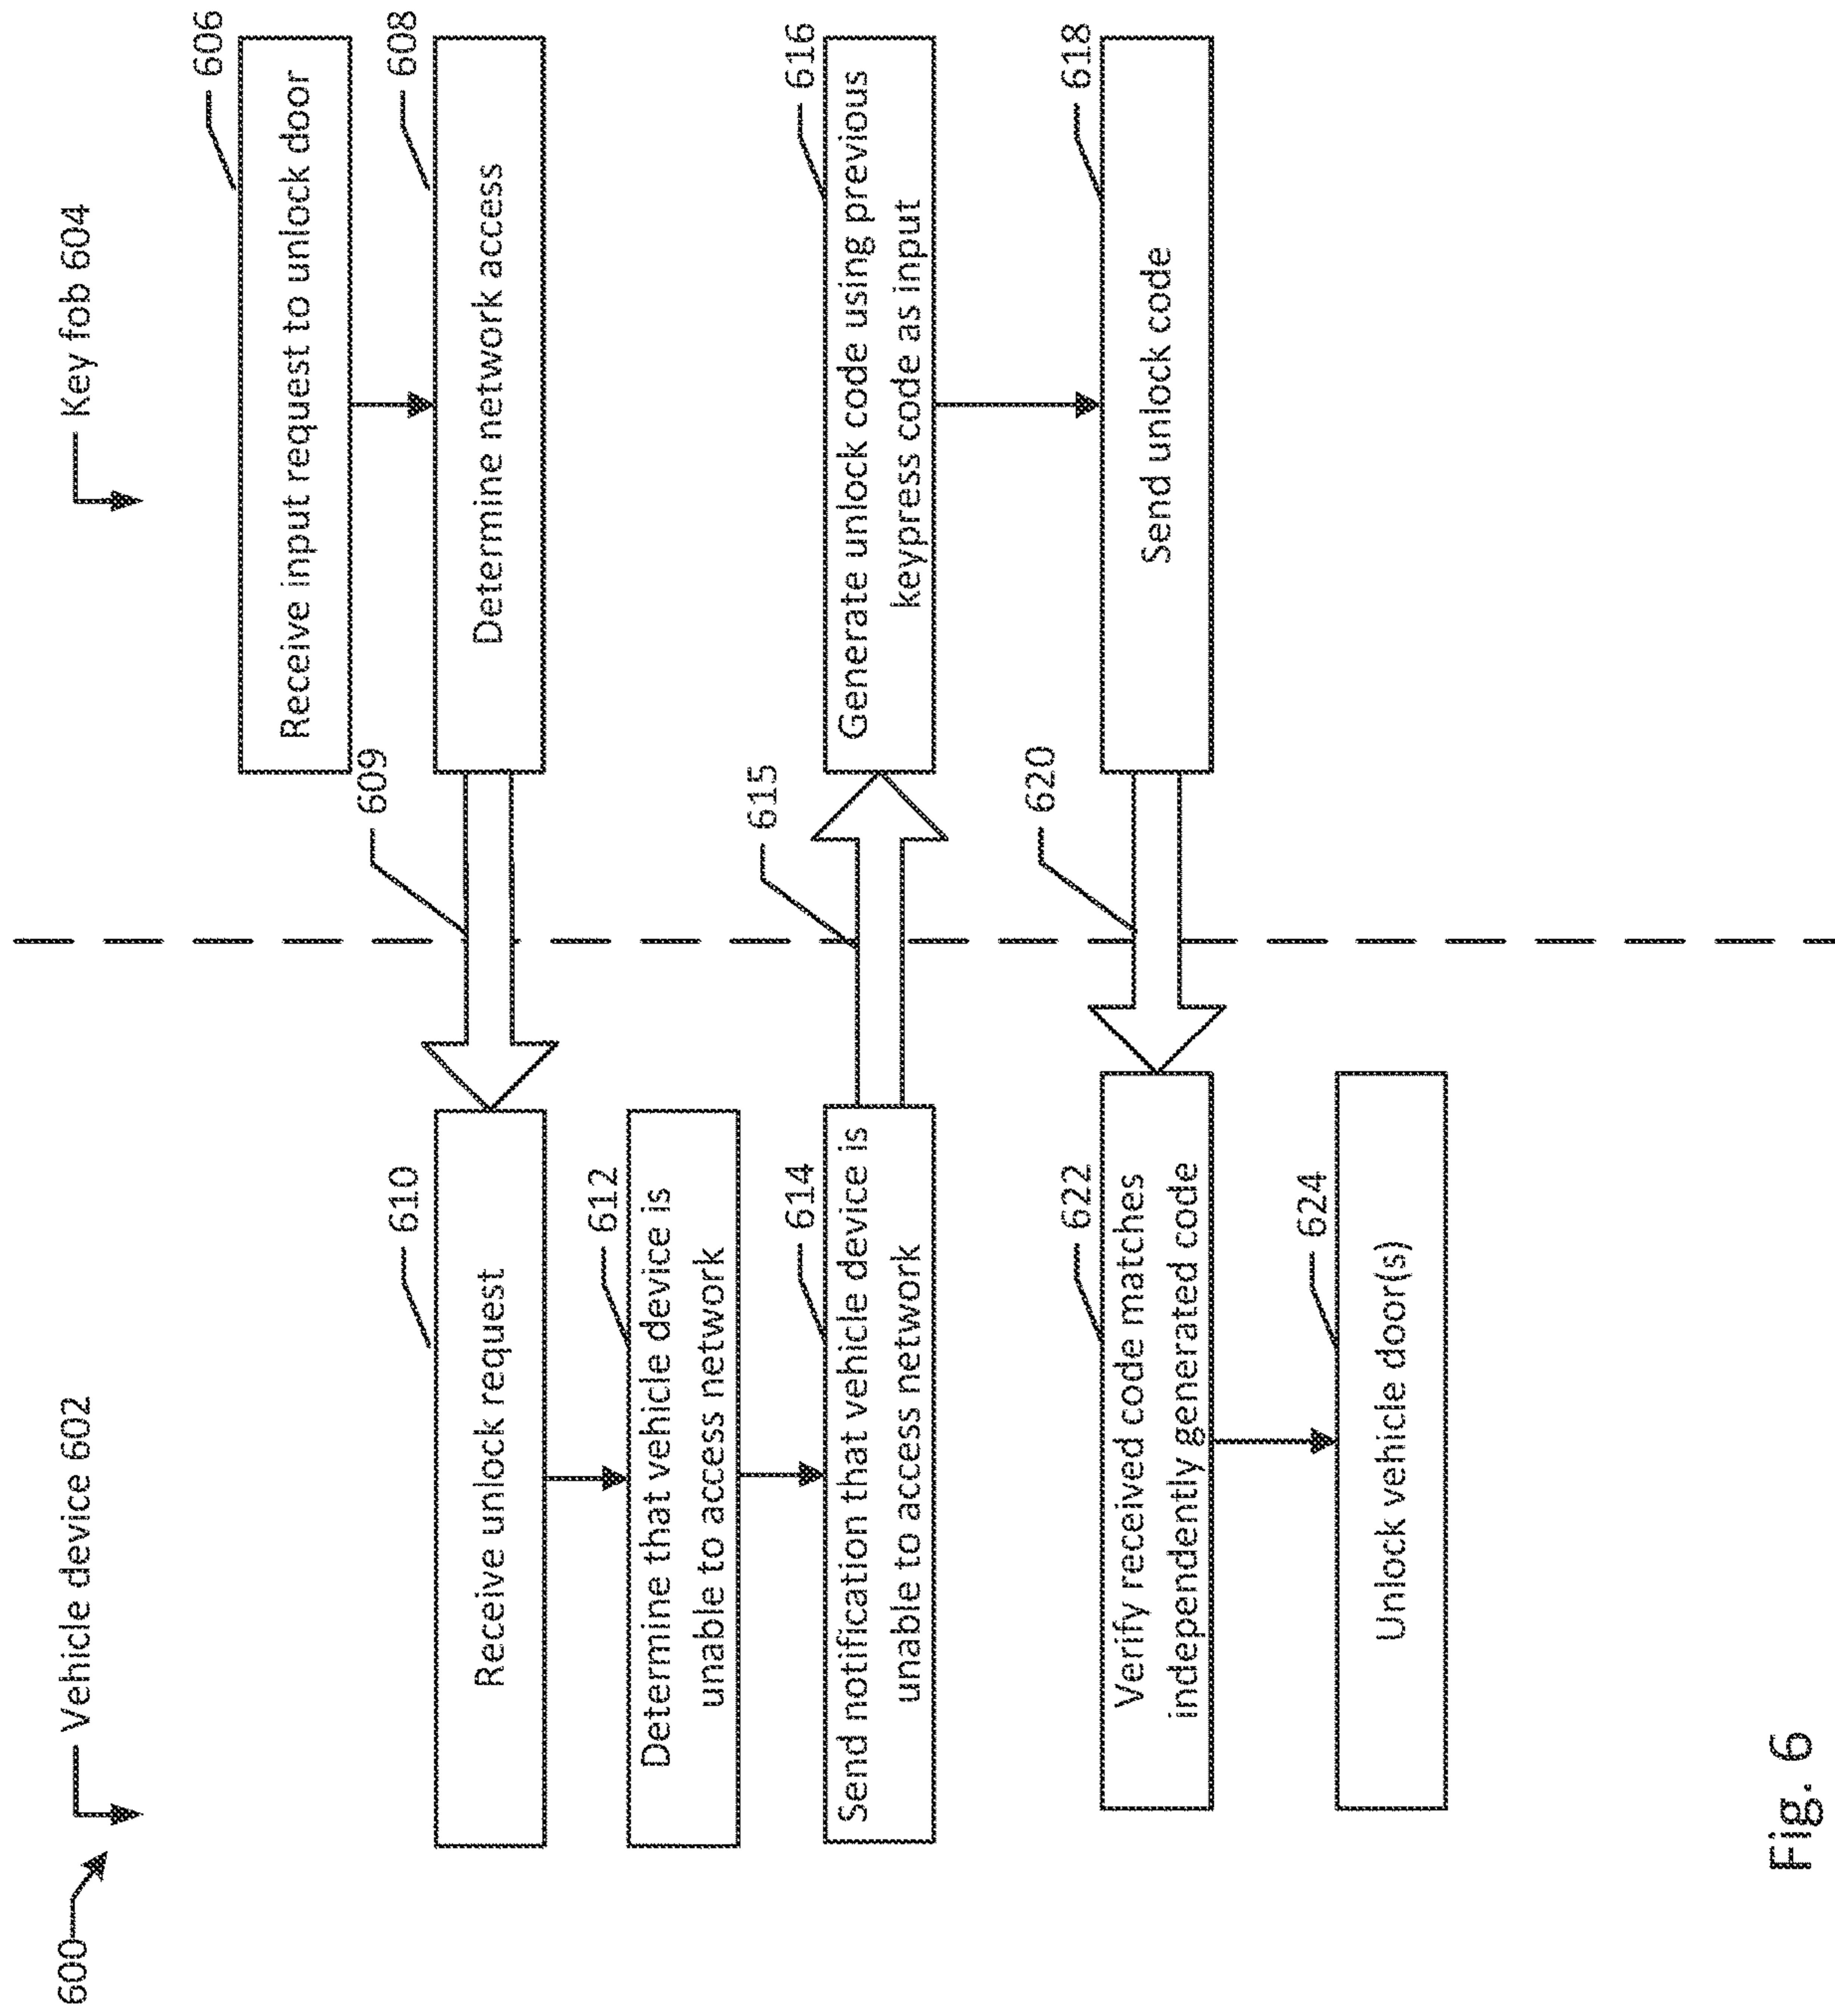 600
Vehicle device 602
Key fob 604
606
Receive input request to unlock door
608
Determine network access
609
610
Receive unlock request
612
Determine that vehicle device is
unable to access network
614
Send notification that vehicle device is
unable to access network
615
616
Generate unlock code using previous
keypress code as input
618
Send unlock code
620
622
Verify received code matches
independently generated code
624
Unlock vehicle door(s)
Fig. 6